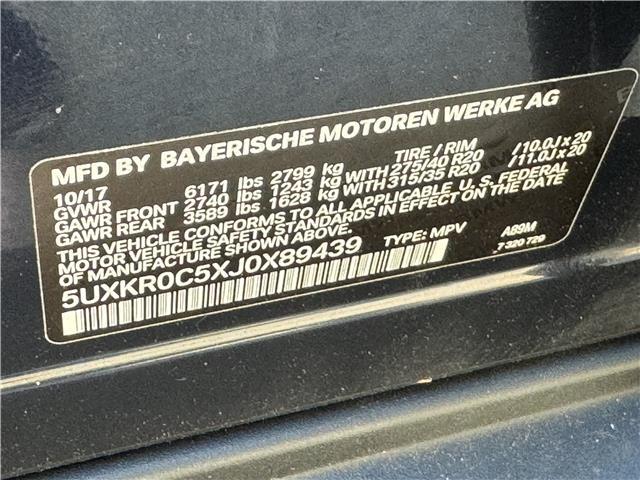 MFD BY BAYERISCHE MOTOREN WERKE AG
10/17 TIRE / RIM
GVWR 6171 lbs 2799 kg
GAWR FRONT 2740 lbs 1243 kg WITH 275/40 R20 /10.0J x 20
GAWR REAR 3589 lbs 1628 kg WITH 315/35 R20 /11.0J x 20
THIS VEHICLE CONFORMS TO ALL APPLICABLE U.S. FEDERAL
MOTOR VEHICLE SAFETY STANDARDS IN EFFECT ON THE DATE
OF MANUFACTURE SHOWN ABOVE.
5UXKR0C5XJ0X89439 TYPE: MPV A89M
7 320 729